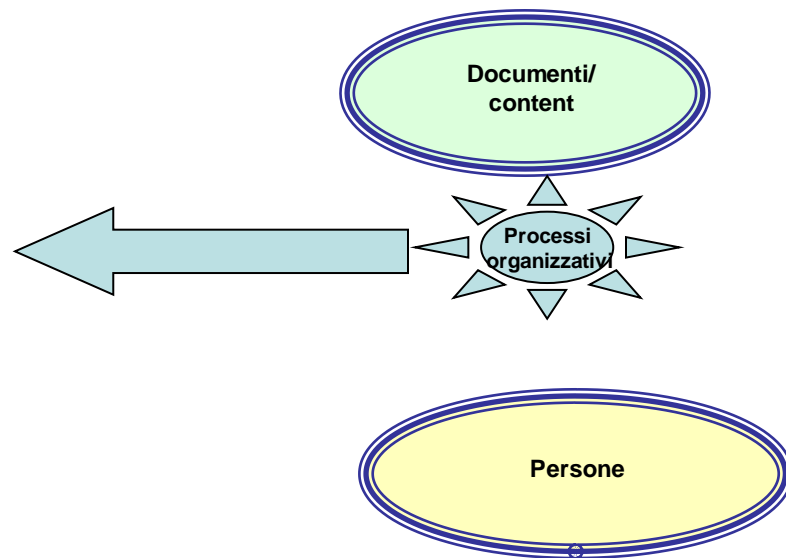 Documenti/
content
Processi
organizzativi
Persone